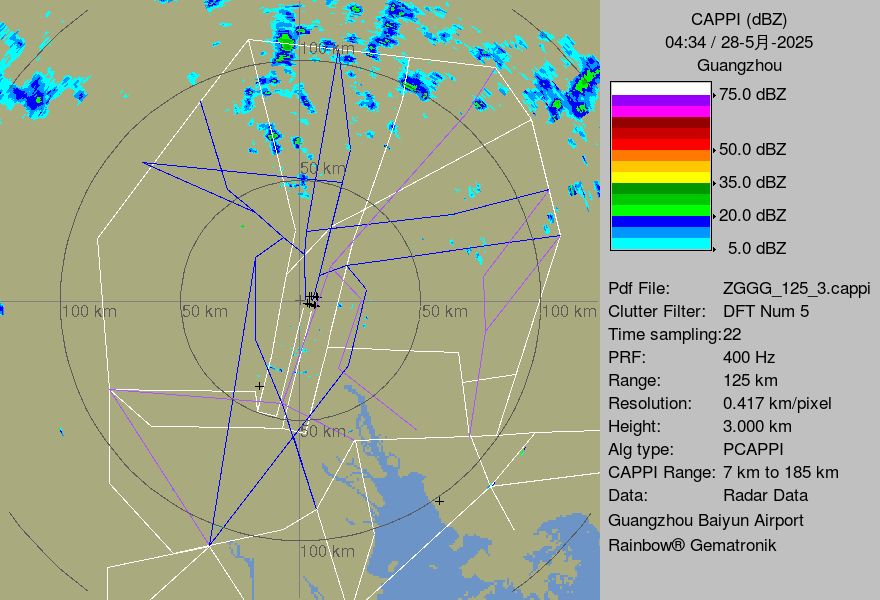 CAPPI (dBZ)
04:34 / 28-5月-2025
Guangzhou
75.0 dBZ
50.0 dBZ
35.0 dBZ
20.0 dBZ
5.0 dBZ
Pdf File: ZGGG_125_3.cappi
Clutter Filter: DFT Num 5
Time sampling:22
PRF: 400 Hz
Range: 125 km
Resolution: 0.417 km/pixel
Height: 3.000 km
Alg type: PCAPPI
CAPPI Range: 7 km to 185 km
Data: Radar Data
Guangzhou Baiyun Airport
Rainbow® Gematronik
100 km
50 km
100 km
50 km
50 km
100 km
50 km
100 km